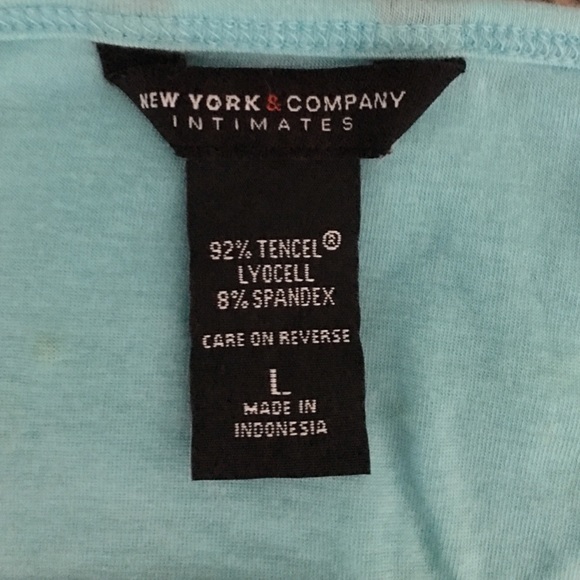 NEW YORK & COMPANY
INTIMATES
92% TENCEL®
LYOCELL
8% SPANDEX
CARE ON REVERSE
L
MADE IN
INDONESIA